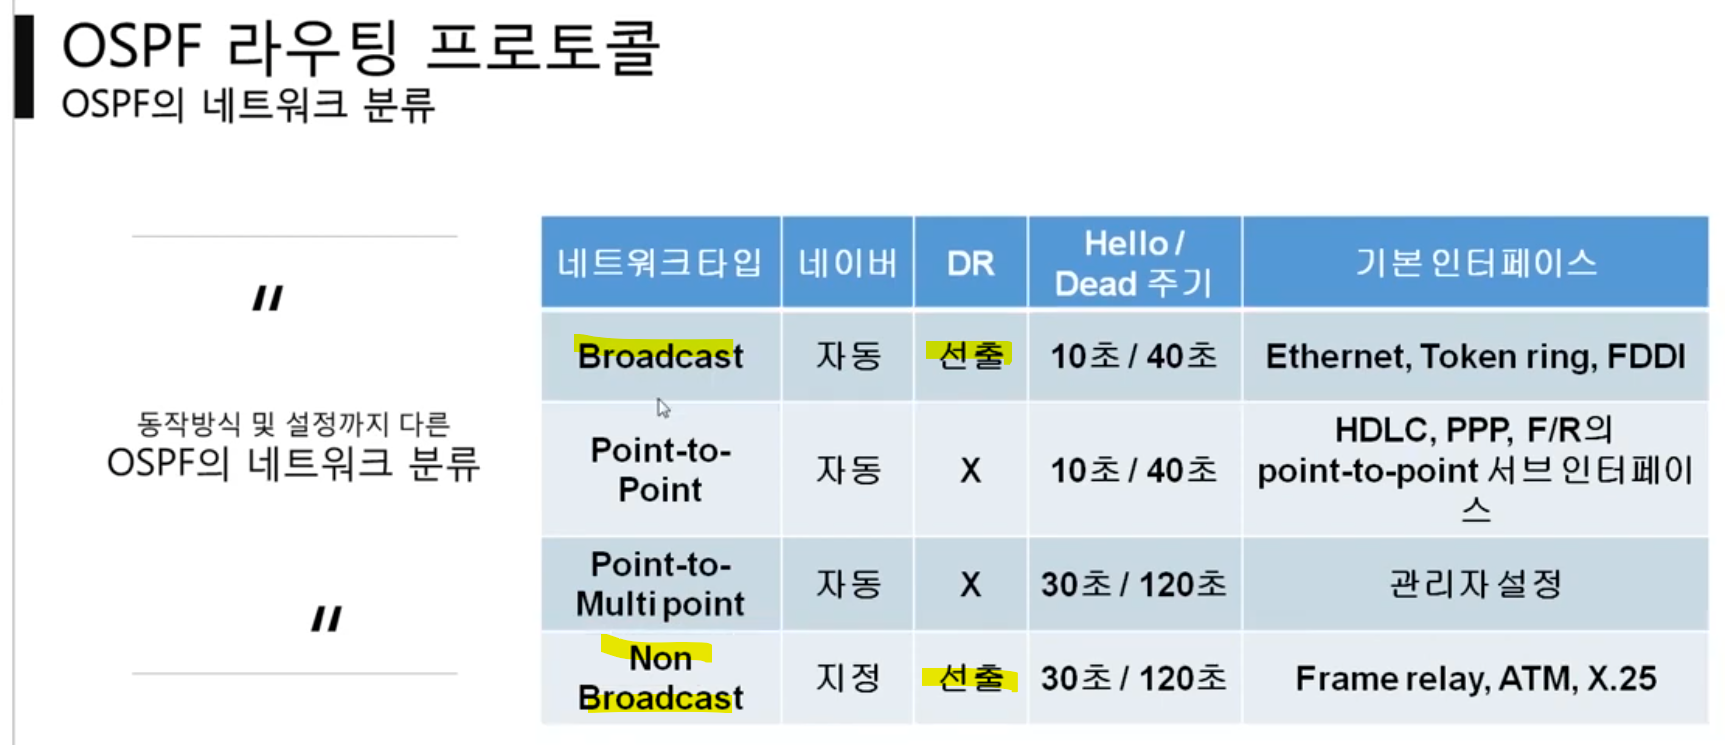 OSPF 라우팅 프로토콜
OSPF의 네트워크 분류
"
동작방식 및 설정까지 다른
OSPF의 네트워크 분류
"
네트워크타입 네이버 DR Hello / Dead 주기 기본 인터페이스
Broadcast 자동 선출 10초 / 40초 Ethernet, Token ring, FDDI
Point-to-Point 자동 X 10초 / 40초 HDLC, PPP, F/R의 point-to-point 서브 인터페이스
Point-to-Multipoint 자동 X 30초 / 120초 관리자 설정
Non Broadcast 지정 선출 30초 / 120초 Frame relay, ATM, X.25